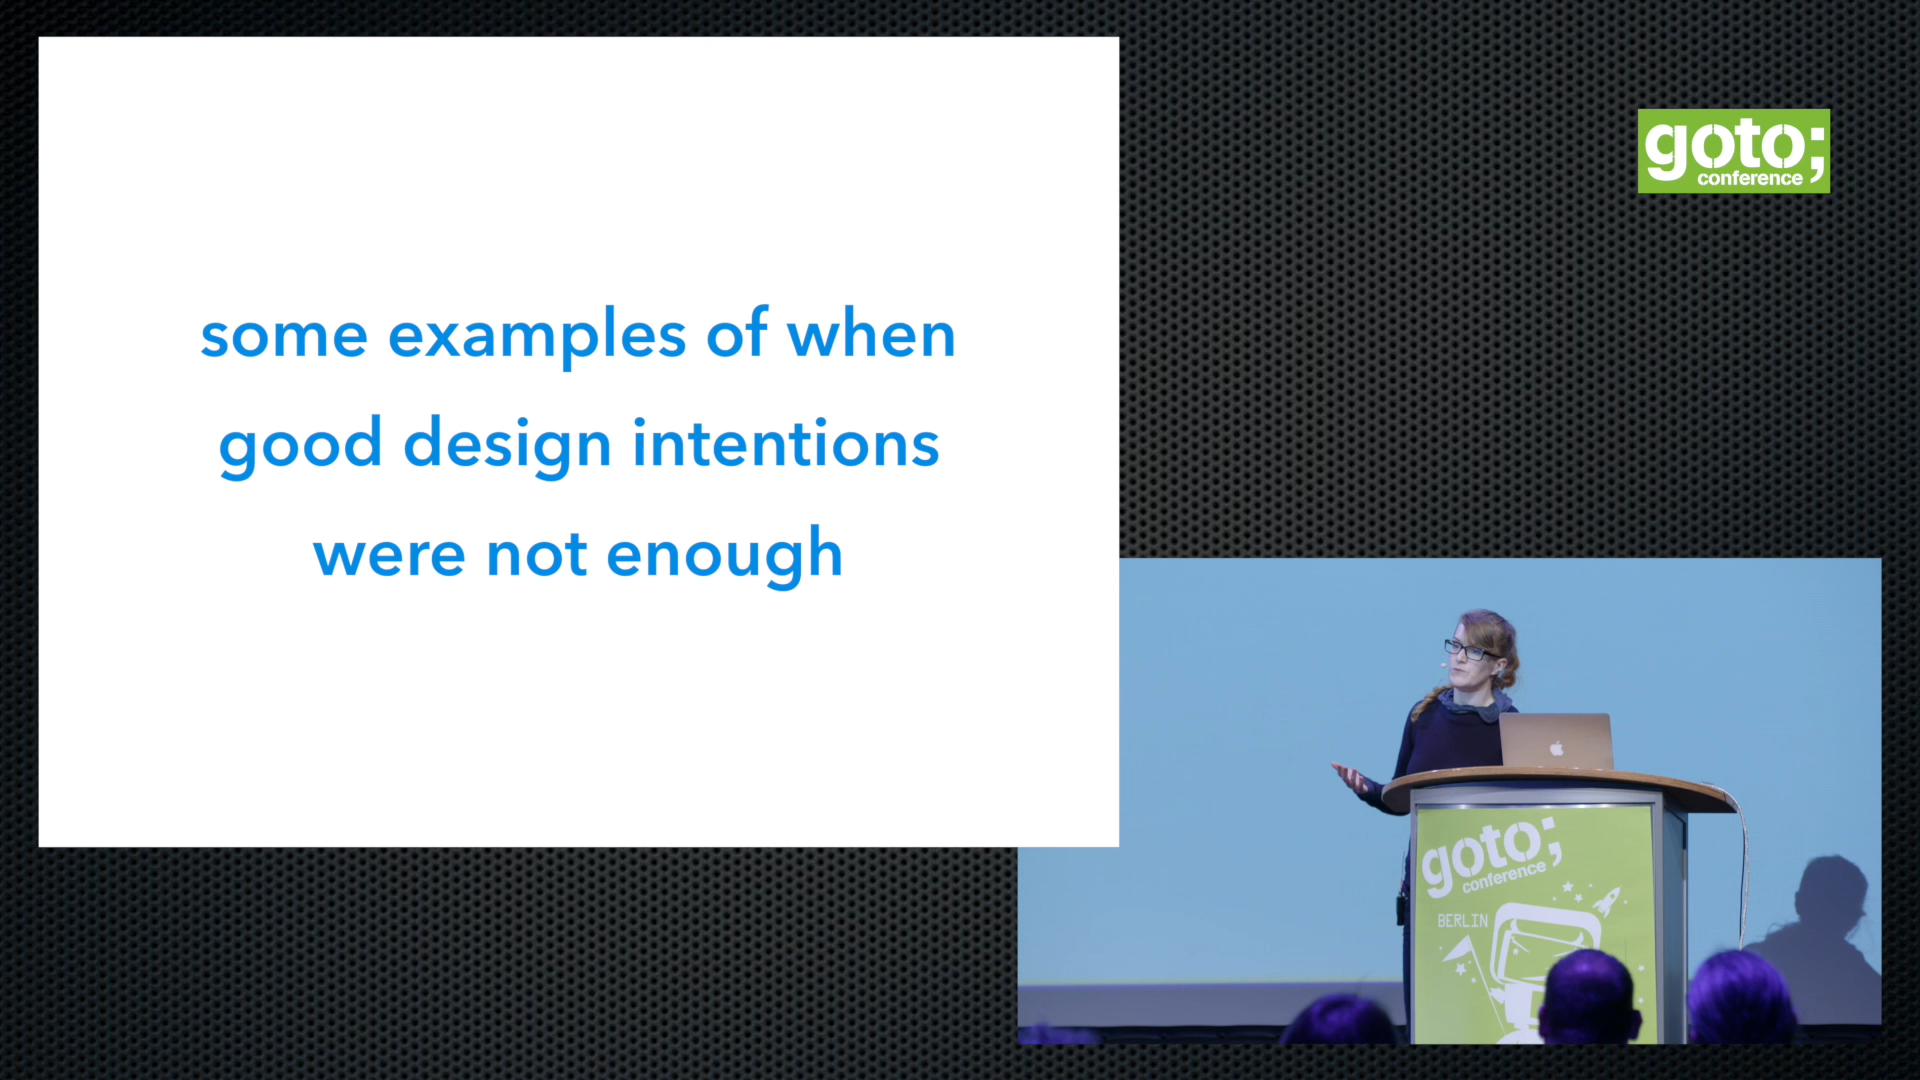 some examples of when
good design intentions
were not enough
goto;
conference
goto;
conference
BERLIN